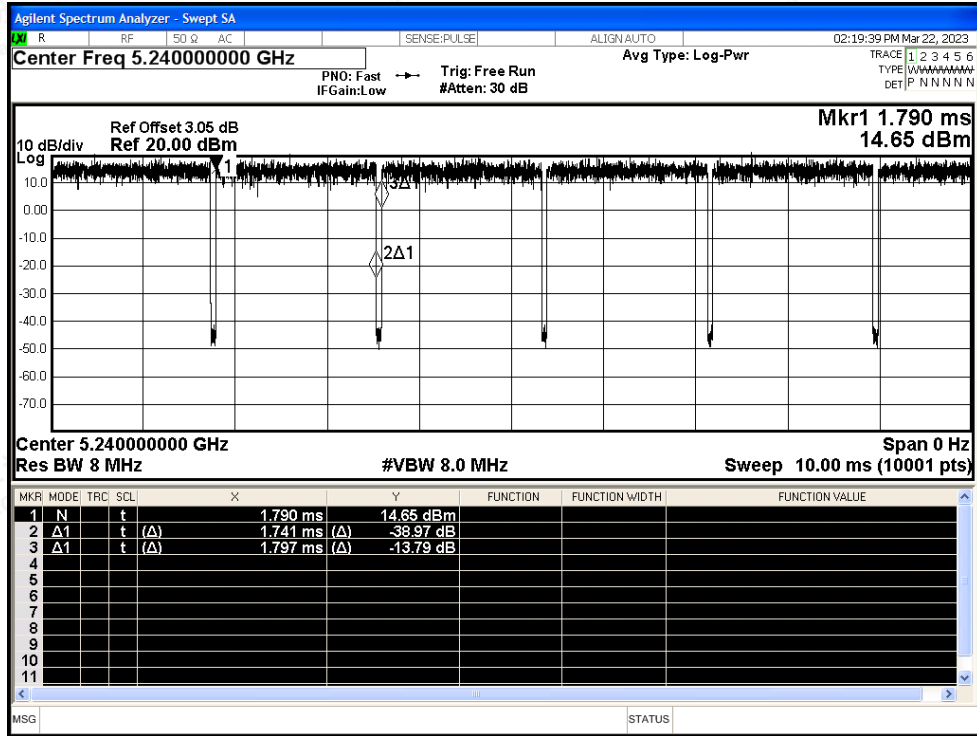 Agilent Spectrum Analyzer - Swept SA
LXI R RF 50 Ω AC SENSE:PULSE ALIGN AUTO 02:19:39 PM Mar 22, 2023
Center Freq 5.240000000 GHz Avg Type: Log-Pwr TRACE 1 2 3 4 5 6
PNO: Fast Trig: Free Run TYPE W
IFGain:Low #Atten: 30 dB DET P N N N N N
Mkr1 1.790 ms
Ref Offset 3.05 dB
10 dB/div Ref 20.00 dBm 14.65 dBm
Log
1
10.0
3Δ1
0.00
-10.0
2Δ1
-20.0
-30.0
-40.0
-50.0
-60.0
-70.0
Center 5.240000000 GHz Span 0 Hz
Res BW 8 MHz #VBW 8.0 MHz Sweep 10.00 ms (10001 pts)
MKR MODE TRC SCL X Y FUNCTION FUNCTION WIDTH FUNCTION VALUE
1 N t 1.790 ms 14.65 dBm
2 Δ1 t (Δ) 1.741 ms (Δ) -38.97 dB
3 Δ1 t (Δ) 1.797 ms (Δ) -13.79 dB
4
5
6
7
8
9
10
11
MSG STATUS